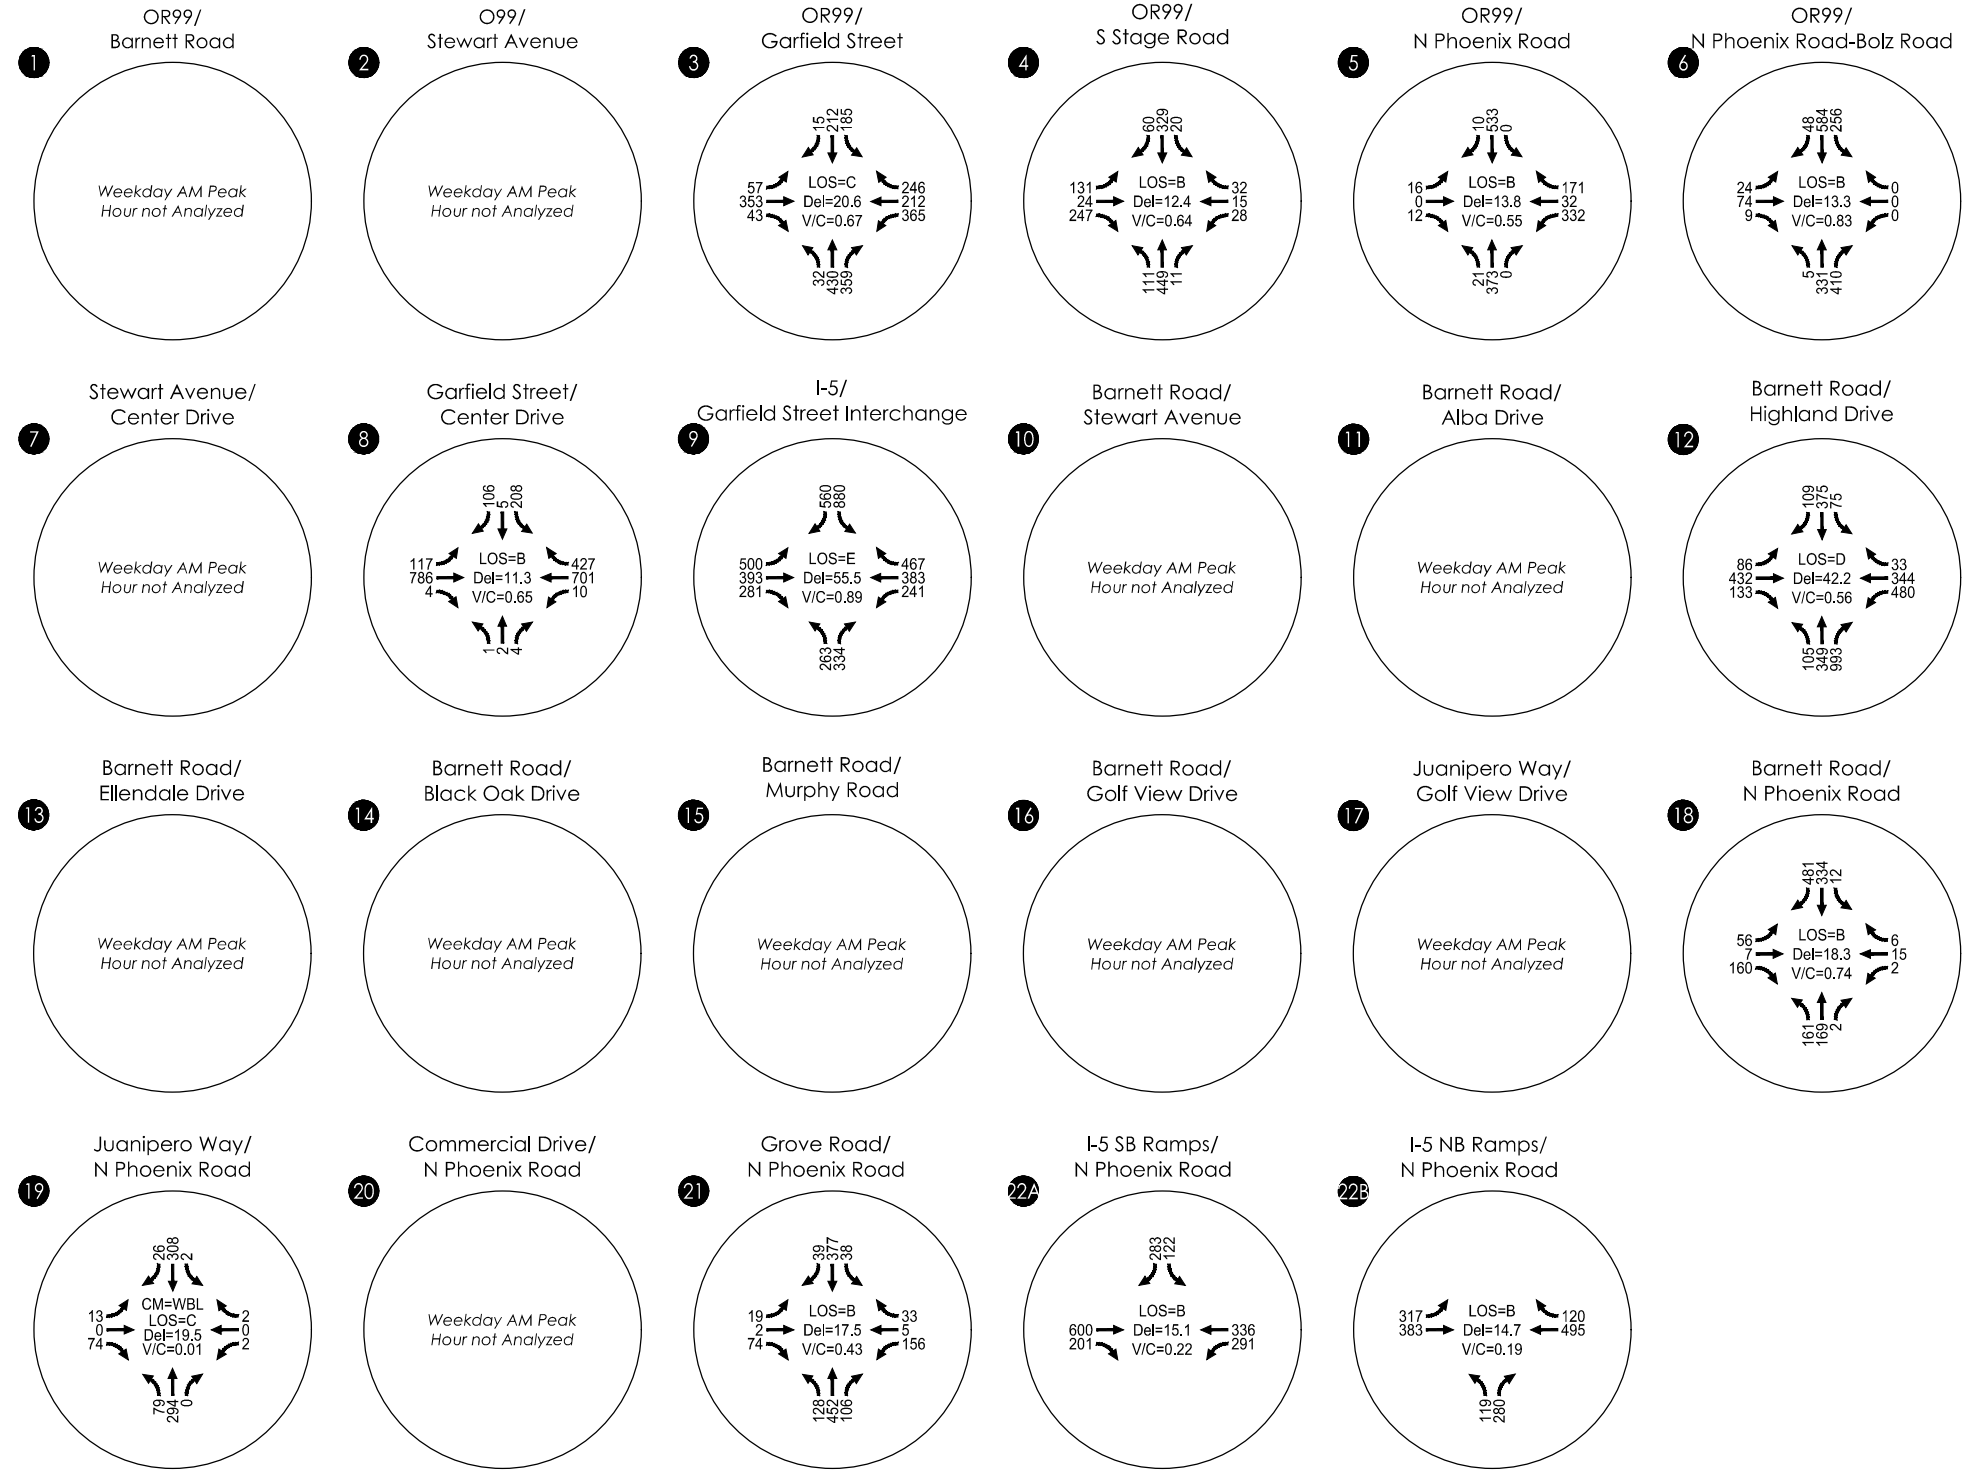 1
OR99/
Barnett Road
Weekday AM Peak
Hour not Analyzed
2
O99/
Stewart Avenue
Weekday AM Peak
Hour not Analyzed
3
OR99/
Garfield Street
15
212
185
57
353
43
LOS=C
Del=20.6
V/C=0.67
246
212
365
32
430
359
4
OR99/
S Stage Road
60
329
20
131
24
247
LOS=B
Del=12.4
V/C=0.64
32
15
28
111
449
11
5
OR99/
N Phoenix Road
10
533
0
16
0
12
LOS=B
Del=13.8
V/C=0.55
171
32
332
21
373
0
6
OR99/
N Phoenix Road-Bolz Road
48
584
256
24
74
9
LOS=B
Del=13.3
V/C=0.83
0
0
0
5
331
410
7
Stewart Avenue/
Center Drive
Weekday AM Peak
Hour not Analyzed
8
Garfield Street/
Center Drive
106
5
208
117
786
4
LOS=B
Del=11.3
V/C=0.65
427
701
10
1
2
4
9
I-5/
Garfield Street Interchange
560
880
500
393
281
LOS=E
Del=55.5
V/C=0.89
467
383
241
263
334
10
Barnett Road/
Stewart Avenue
Weekday AM Peak
Hour not Analyzed
11
Barnett Road/
Alba Drive
Weekday AM Peak
Hour not Analyzed
12
Barnett Road/
Highland Drive
109
375
75
86
432
133
LOS=D
Del=42.2
V/C=0.56
33
344
480
105
349
993
13
Barnett Road/
Ellendale Drive
Weekday AM Peak
Hour not Analyzed
14
Barnett Road/
Black Oak Drive
Weekday AM Peak
Hour not Analyzed
15
Barnett Road/
Murphy Road
Weekday AM Peak
Hour not Analyzed
16
Barnett Road/
Golf View Drive
Weekday AM Peak
Hour not Analyzed
17
Juanipero Way/
Golf View Drive
Weekday AM Peak
Hour not Analyzed
18
Barnett Road/
N Phoenix Road
481
334
12
56
7
160
LOS=B
Del=18.3
V/C=0.74
6
15
2
161
169
2
19
Juanipero Way/
N Phoenix Road
26
308
2
13
0
74
CM=WBL
LOS=C
Del=19.5
V/C=0.01
2
0
2
79
294
0
20
Commercial Drive/
N Phoenix Road
Weekday AM Peak
Hour not Analyzed
21
Grove Road/
N Phoenix Road
39
377
38
19
2
74
LOS=B
Del=17.5
V/C=0.43
33
5
156
128
452
106
22A
I-5 SB Ramps/
N Phoenix Road
283
122
600
201
LOS=B
Del=15.1
V/C=0.22
336
291
22B
I-5 NB Ramps/
N Phoenix Road
317
383
LOS=B
Del=14.7
V/C=0.19
120
495
119
280